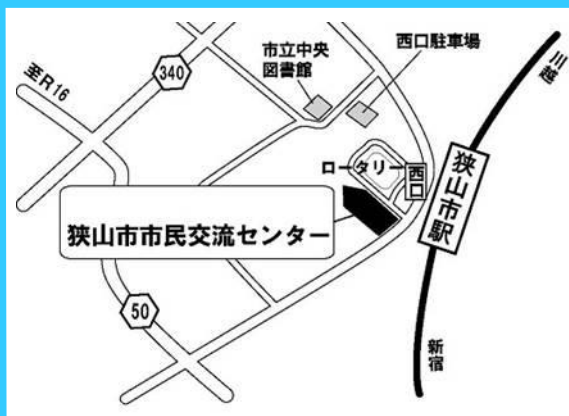 至R16
340
市立中央
図書館
西口駐車場
川越
ロータリー
西口
狭山市駅
狭山市市民交流センター
50
新宿